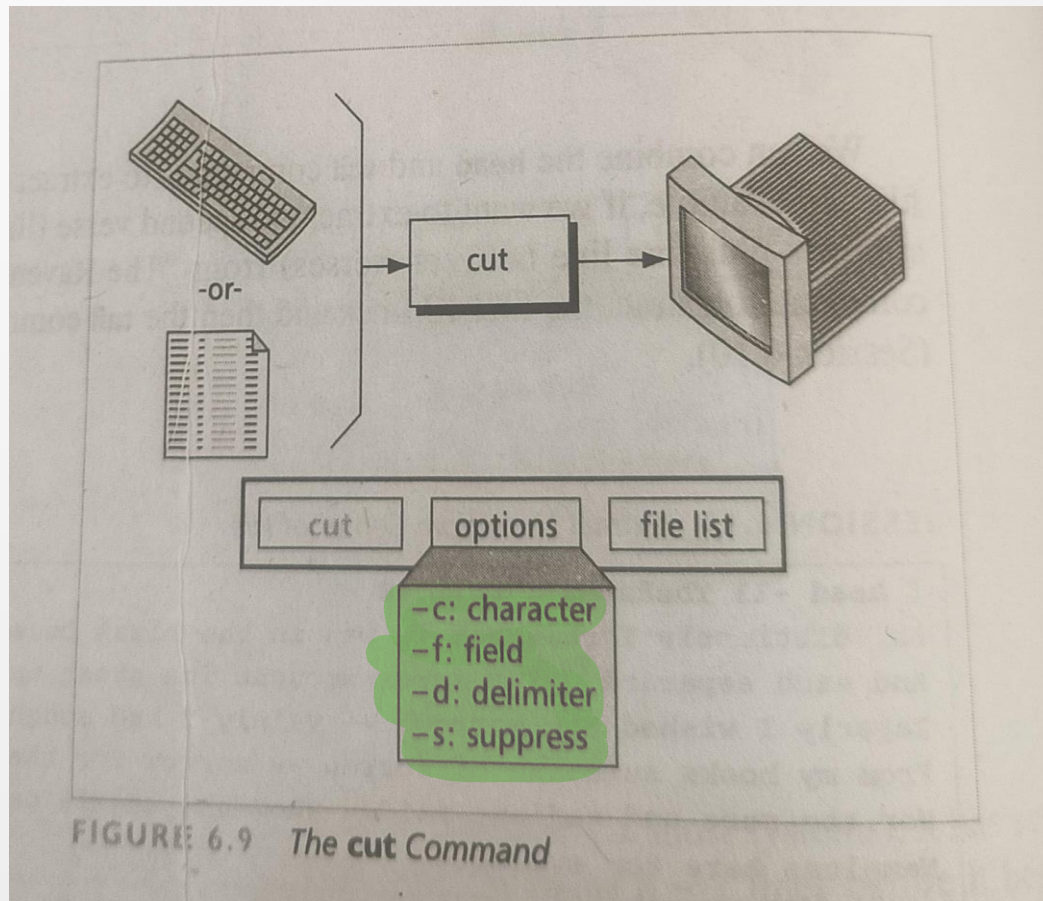 -or-
cut
cut options file list
-c: character
-f: field
-d: delimiter
-s: suppress
FIGURE 6.9 The cut Command